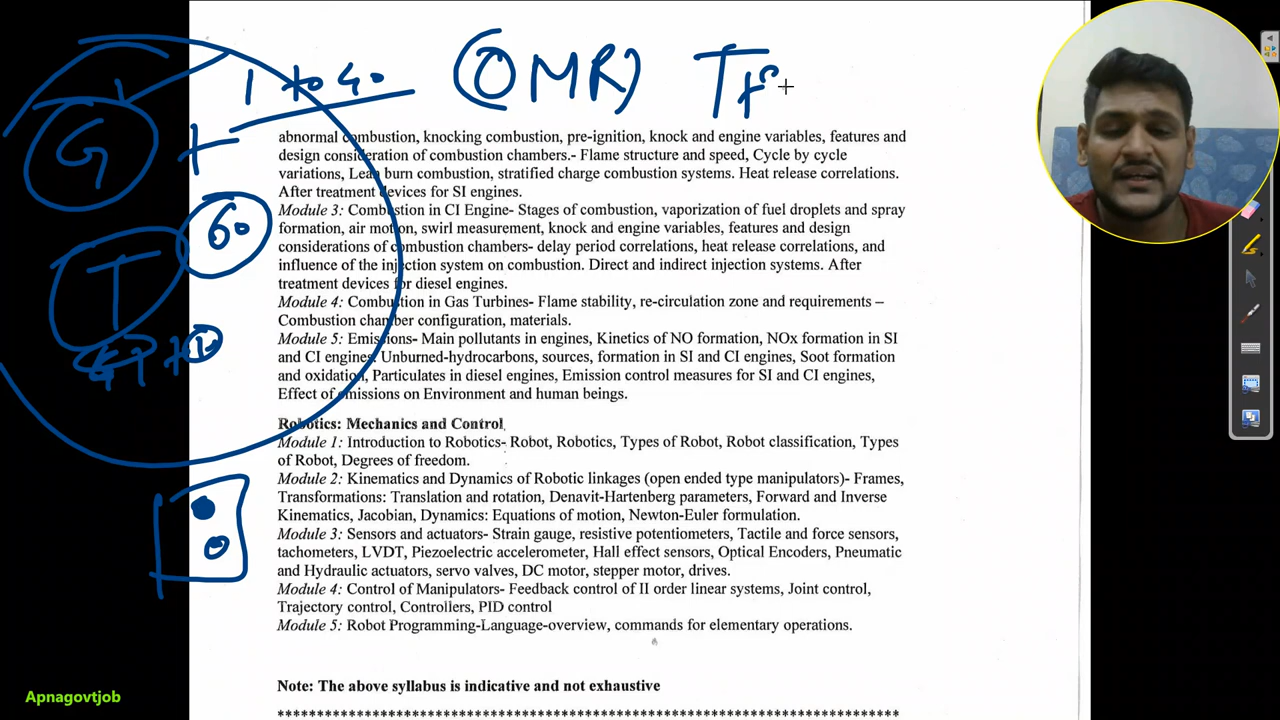 1 to 40 (OMR)
G +
60
T
abnormal combustion, knocking combustion, pre-ignition, knock and engine variables, features and
design consideration of combustion chambers.- Flame structure and speed, Cycle by cycle
variations, Lean burn combustion, stratified charge combustion systems. Heat release correlations.
After treatment devices for SI engines.
Module 3: Combustion in CI Engine- Stages of combustion, vaporization of fuel droplets and spray
formation, air motion, swirl measurement, knock and engine variables, features and design
considerations of combustion chambers- delay period correlations, heat release correlations, and
influence of the injection system on combustion. Direct and indirect injection systems. After
treatment devices for diesel engines.
Module 4: Combustion in Gas Turbines- Flame stability, re-circulation zone and requirements –
Combustion chamber configuration, materials.
Module 5: Emissions- Main pollutants in engines, Kinetics of NO formation, NOx formation in SI
and CI engines. Unburned-hydrocarbons, sources, formation in SI and CI engines, Soot formation
and oxidation, Particulates in diesel engines, Emission control measures for SI and CI engines,
Effect of emissions on Environment and human beings.
Robotics: Mechanics and Control
Module 1: Introduction to Robotics- Robot, Robotics, Types of Robot, Robot classification, Types
of Robot, Degrees of freedom.
Module 2: Kinematics and Dynamics of Robotic linkages (open ended type manipulators)- Frames,
Transformations: Translation and rotation, Denavit-Hartenberg parameters, Forward and Inverse
Kinematics, Jacobian, Dynamics: Equations of motion, Newton-Euler formulation.
Module 3: Sensors and actuators- Strain gauge, resistive potentiometers, Tactile and force sensors,
tachometers, LVDT, Piezoelectric accelerometer, Hall effect sensors, Optical Encoders, Pneumatic
and Hydraulic actuators, servo valves, DC motor, stepper motor, drives.
Module 4: Control of Manipulators- Feedback control of II order linear systems, Joint control,
Trajectory control, Controllers, PID control
Module 5: Robot Programming-Language-overview, commands for elementary operations.
Note: The above syllabus is indicative and not exhaustive
Apnagovtjob